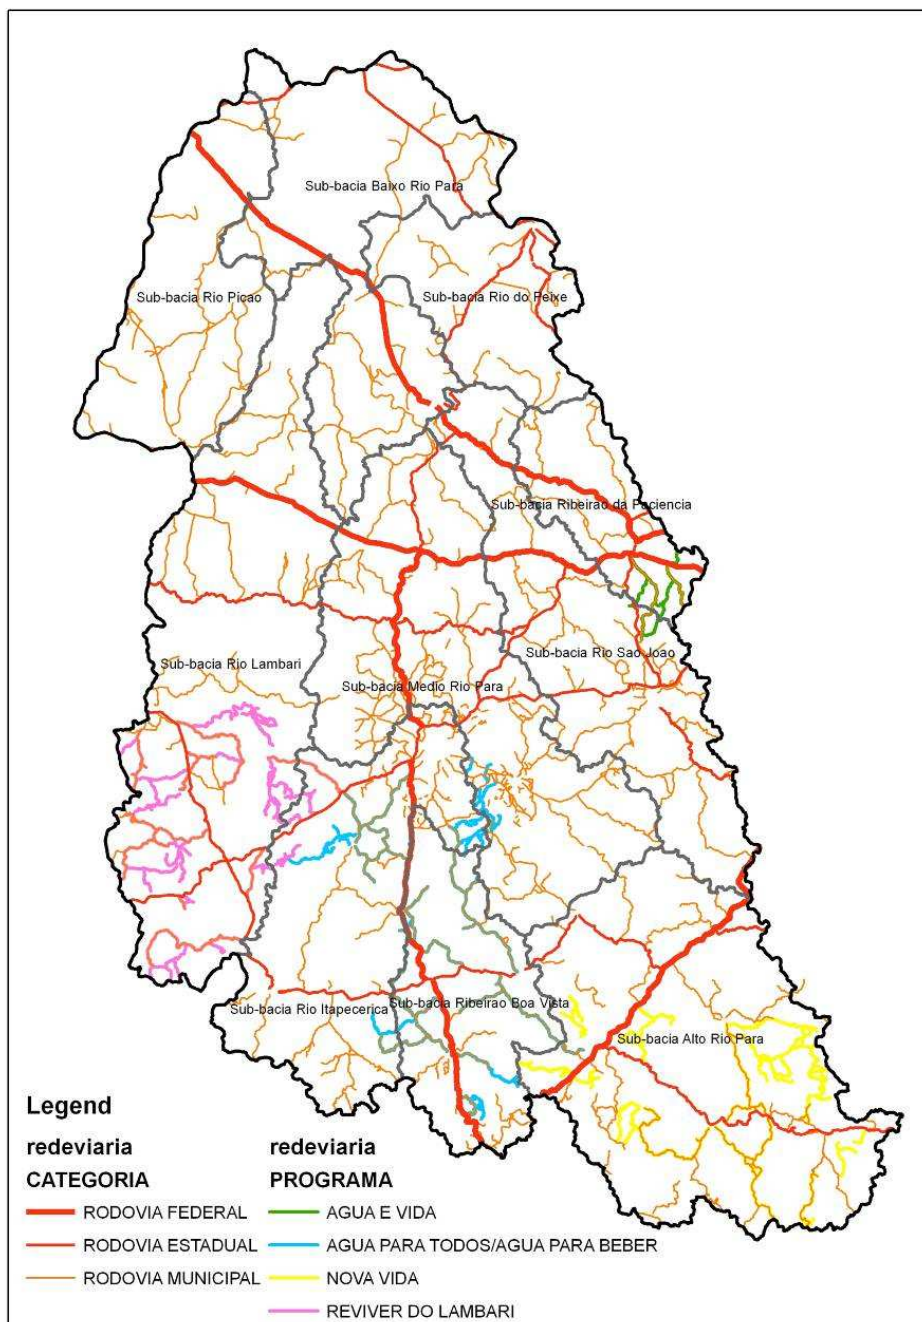 Sub-bacia Baixo Rio Para
Sub-bacia Rio Picao
Sub-bacia Rio do Peixe
Sub-bacia Ribeirao da Paciencia
Sub-bacia Rio Lambari
Sub-bacia Rio Sao Joao
Sub-bacia Medio Rio Para
Sub-bacia Rio Itapecerica
Sub-bacia Ribeirao Boa Vista
Sub-bacia Alto Rio Para
Legend
redeviaria
CATEGORIA
RODOVIA FEDERAL
RODOVIA ESTADUAL
RODOVIA MUNICIPAL
redeviaria
PROGRAMA
AGUA E VIDA
AGUA PARA TODOS/AGUA PARA BEBER
NOVA VIDA
REVIVER DO LAMBARI